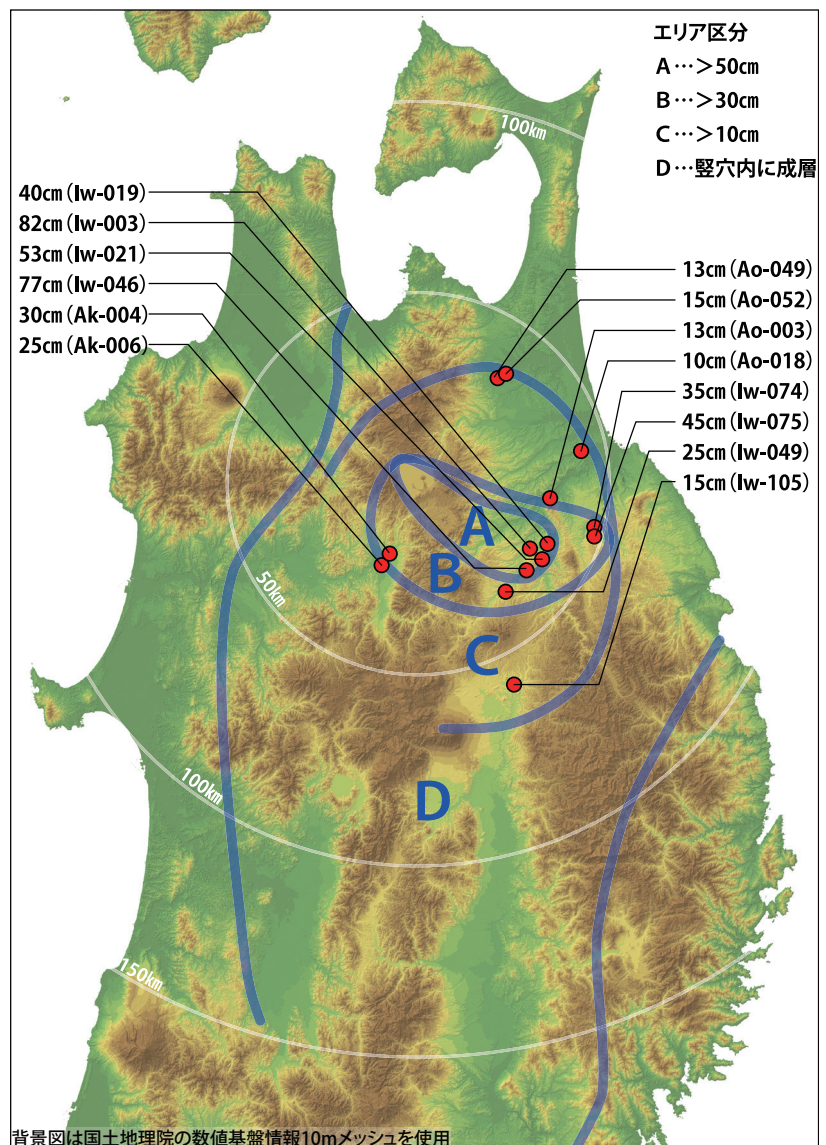 エリア区分
A…>50㎝
B…>30㎝
C…>10㎝
D…竪穴内に成層
100km
40㎝(Iw-019)
82㎝(Iw-003)
53㎝(Iw-021)
77㎝(Iw-046)
30㎝(Ak-004)
25㎝(Ak-006)
13㎝(Ao-049)
15㎝(Ao-052)
13㎝(Ao-003)
10㎝(Ao-018)
35㎝(Iw-074)
45㎝(Iw-075)
25㎝(Iw-049)
15㎝(Iw-105)
A
B
50km
C
100km
D
150km
背景図は国土地理院の数値基盤情報10mメッシュを使用